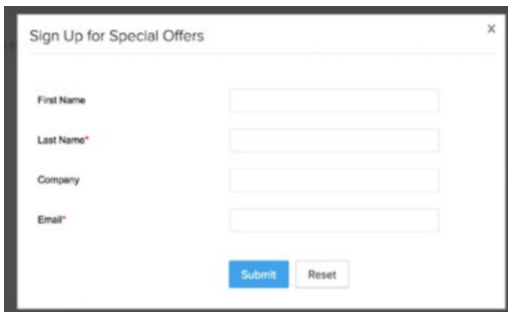 Sign Up for Special Offers x
First Name
Last Name*
Company
Email*
Submit Reset